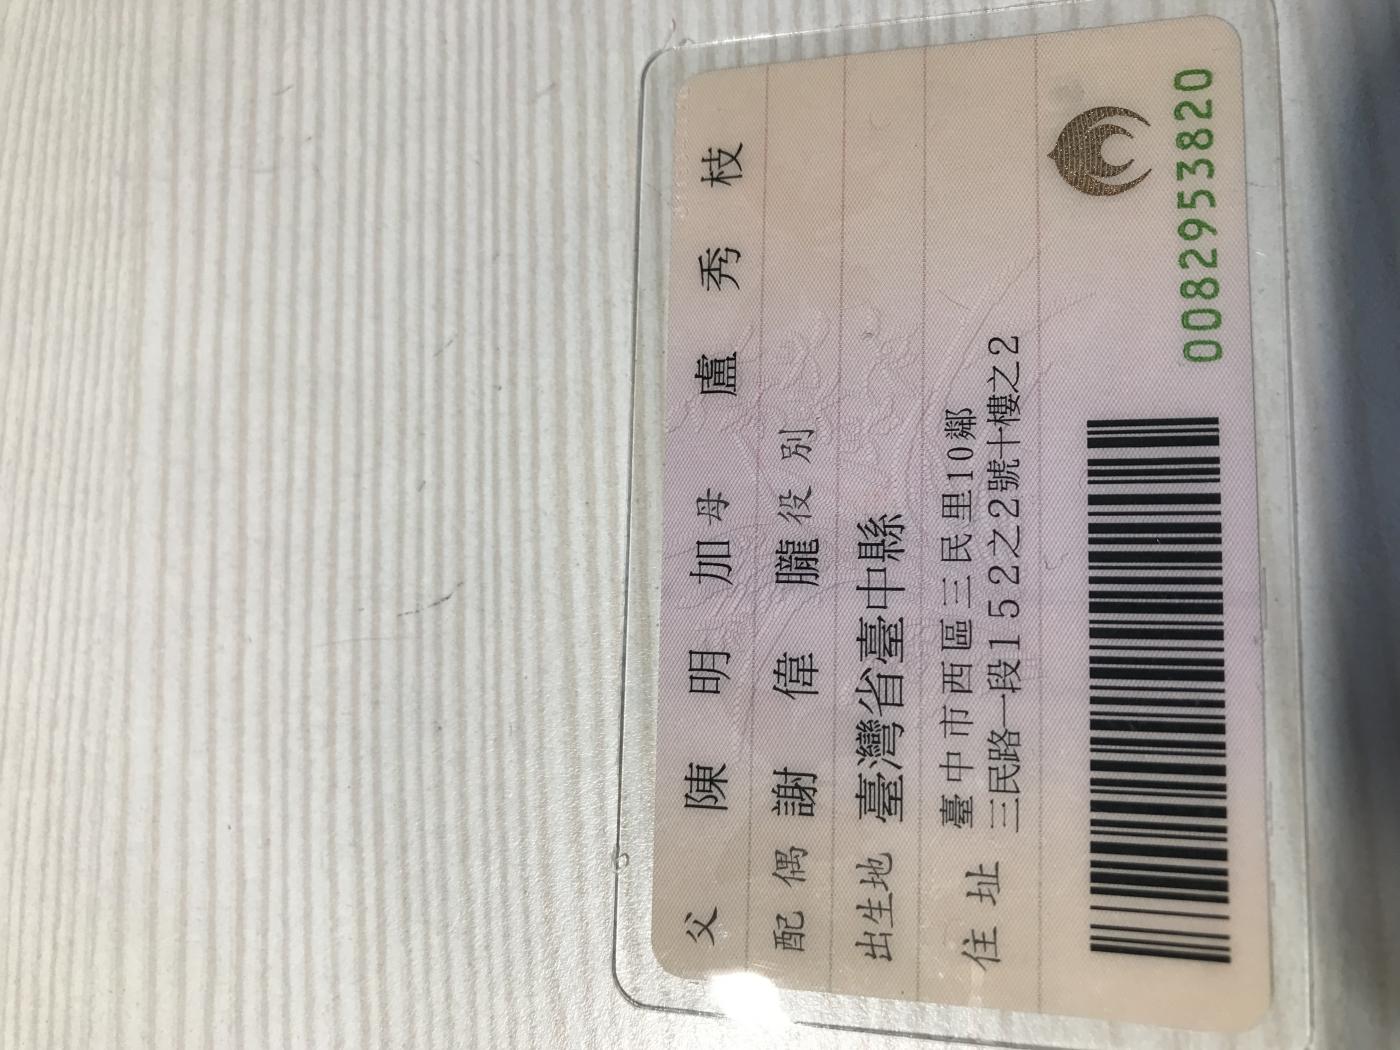 父 陳明加 母 盧秀枝
配偶 謝偉朧 役別
出生地 臺灣省臺中縣
住址 臺中市西區三民里10鄰
三民路一段152之2號十樓之2
0082953820